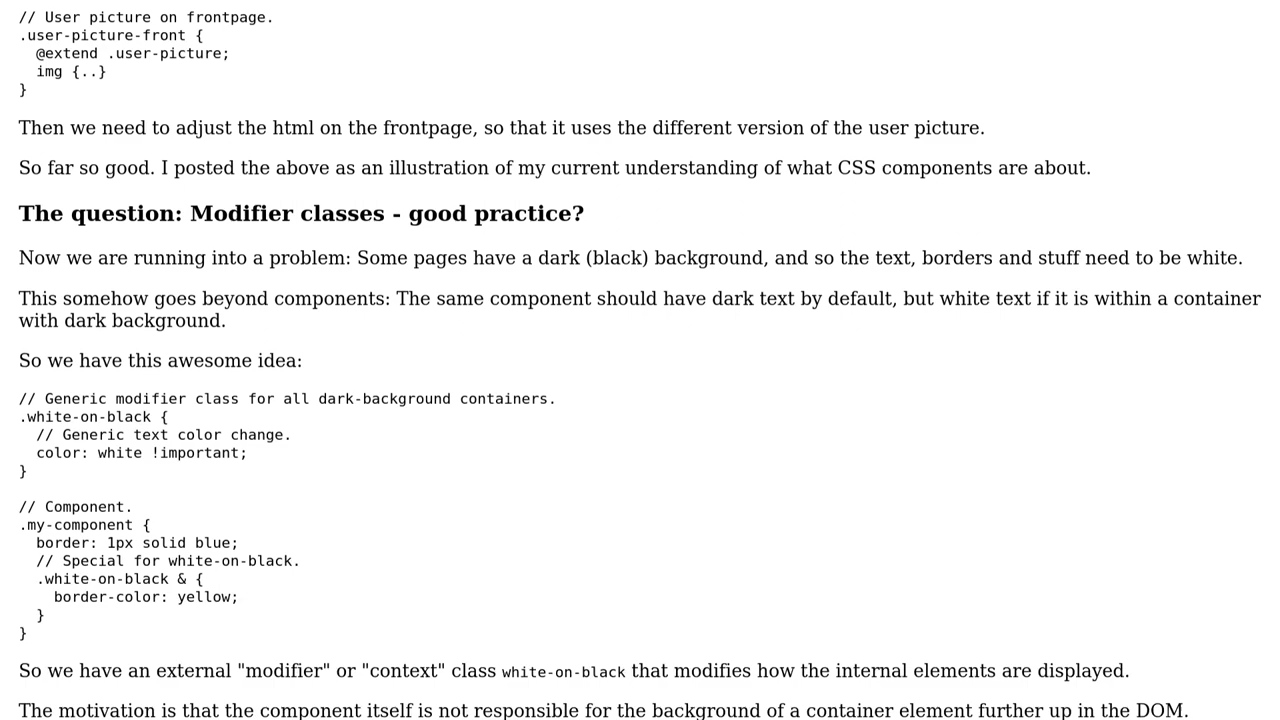 // User picture on frontpage.
.user-picture-front {
  @extend .user-picture;
  img {..}
}
Then we need to adjust the html on the frontpage, so that it uses the different version of the user picture.
So far so good. I posted the above as an illustration of my current understanding of what CSS components are about.
The question: Modifier classes - good practice?
Now we are running into a problem: Some pages have a dark (black) background, and so the text, borders and stuff need to be white.
This somehow goes beyond components: The same component should have dark text by default, but white text if it is within a container
with dark background.
So we have this awesome idea:
// Generic modifier class for all dark-background containers.
.white-on-black {
  // Generic text color change.
  color: white !important;
}
// Component.
.my-component {
  border: 1px solid blue;
  // Special for white-on-black.
  .white-on-black & {
    border-color: yellow;
  }
}
So we have an external "modifier" or "context" class white-on-black that modifies how the internal elements are displayed.
The motivation is that the component itself is not responsible for the background of a container element further up in the DOM.